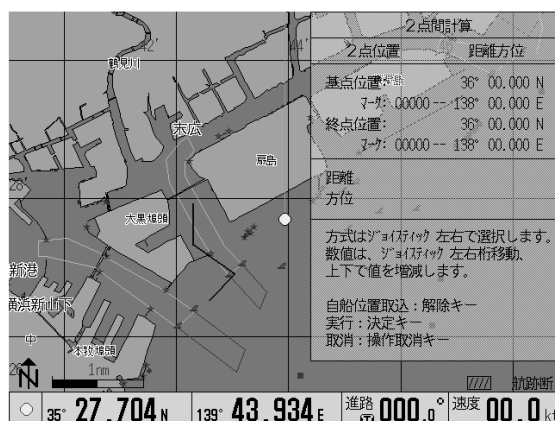 2点間計算
2点位置 距離方位
基点位置: 36° 00.000 N
ﾏｰｸ: 00000 -- 138° 00.000 E
終点位置: 36° 00.000 N
ﾏｰｸ: 00000 -- 138° 00.000 E
距離
方位
方式はｼﾞｮｲｽﾃｨｯｸ 左右で選択します。
数値は、ｼﾞｮｲｽﾃｨｯｸ 左右桁移動、
上下で値を増減します。
自船位置取込:解除キー
実行:決定キー
取消:操作取消キー
42'
44'
鶴見川
末広
扇島
28'
大黒埠頭
新港
横浜新山下
中
本牧埠頭
26'
N
1nm
航跡断
35° 27.704 N 139° 43.934 E 進路 T 000.0° 速度 00.0 kt